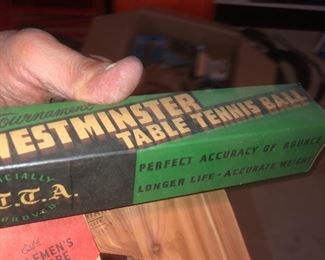 Tournament
WESTMINSTER
TABLE TENNIS BALLS
PERFECT ACCURACY OF BOUNCE
LONGER LIFE - ACCURATE WEIGHT
T.T.A.